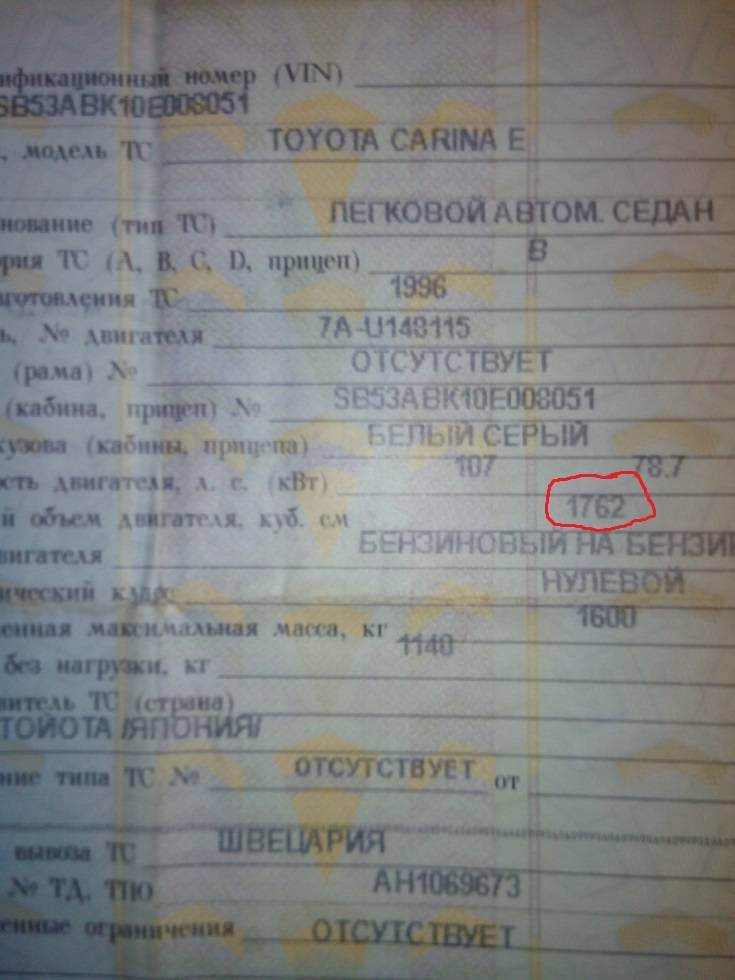 ификационный номер (VIN)
SB53ABK10E008051
, модель ТС TOYOTA CARINA E
нование (тип ТС) ЛЕГКОВОЙ АВТОМ. СЕДАН
рия ТС (A, B, C, D, прицеп) B
зготовления ТС 1996
ь, № двигателя 7A-U148115
(рама) № ОТСУТСТВУЕТ
(кабина, прицеп) № SB53ABK10E008051
кузова (кабины, прицепа) БЕЛЫЙ СЕРЫЙ
ость двигателя, л. с. (кВт) 107 78.7
й объем двигателя, куб. см 1762
вигателя БЕНЗИНОВЫЙ НА БЕНЗИН
ический класс НУЛЕВОЙ
енная максимальная масса, кг 1600
без нагрузки, кг 1140
витель ТС (страна)
ТОЙОТА /ЯПОНИЯ/
ние типа ТС № ОТСУТСТВУЕТ от
вывоза ТС ШВЕЦАРИЯ
№ ТД, ТПО АН1069673
енные ограничения ОТСУТСТВУЕТ